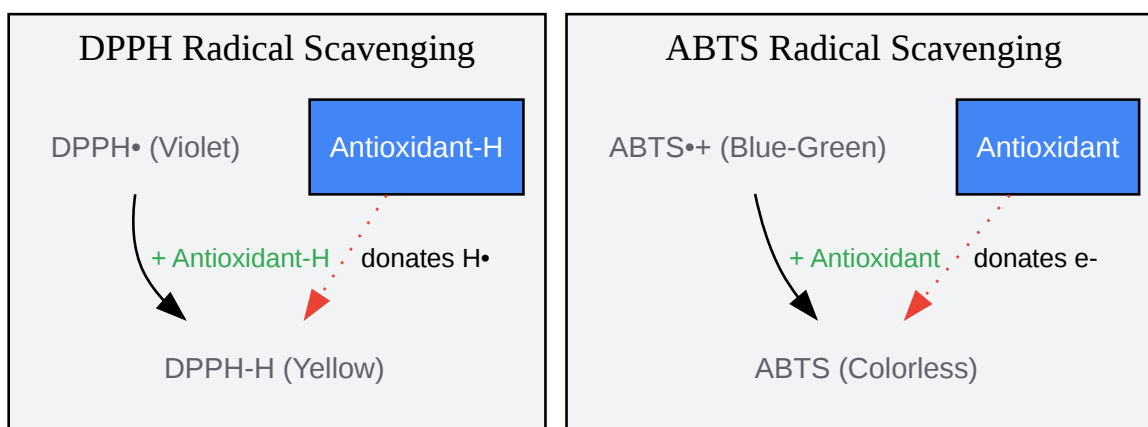 DPPH Radical Scavenging
DPPH• (Violet)
Antioxidant-H
+ Antioxidant-H
donates H•
DPPH-H (Yellow)
ABTS Radical Scavenging
ABTS•+ (Blue-Green)
Antioxidant
+ Antioxidant
donates e-
ABTS (Colorless)